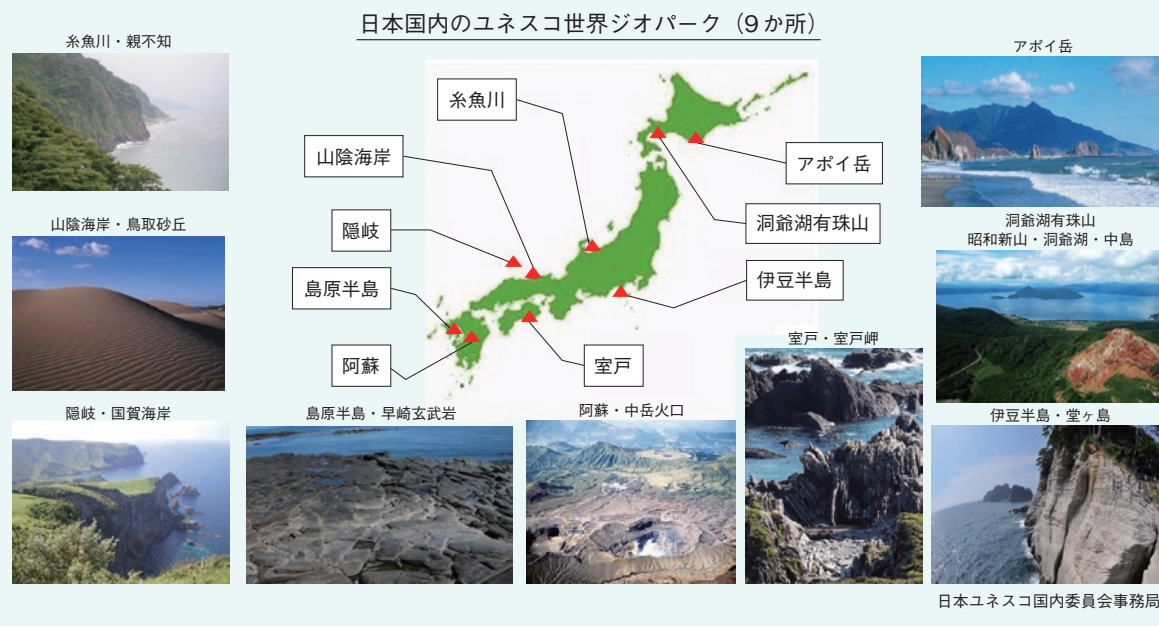 日本国内のユネスコ世界ジオパーク（9か所）
糸魚川・親不知
アポイ岳
糸魚川
山陰海岸
アポイ岳
山陰海岸・鳥取砂丘
隠岐
洞爺湖有珠山
洞爺湖有珠山
昭和新山・洞爺湖・中島
島原半島
伊豆半島
阿蘇
室戸
室戸・室戸岬
隠岐・国賀海岸
島原半島・早崎玄武岩
阿蘇・中岳火口
伊豆半島・堂ヶ島
日本ユネスコ国内委員会事務局